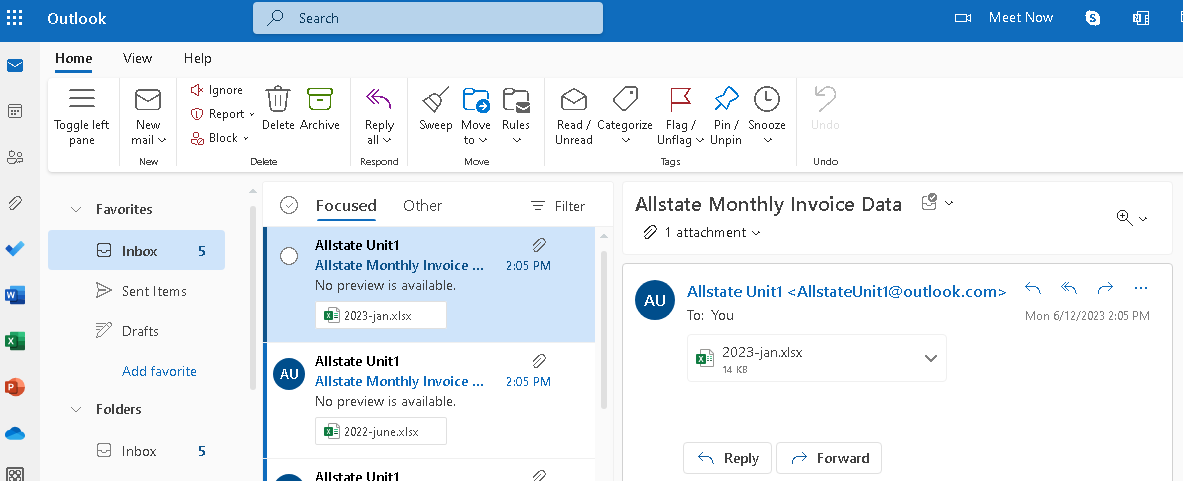 Outlook
Search
Meet Now
Home
View
Help
Toggle left
pane
New
mail
New
Ignore
Report
Block
Delete
Archive
Delete
Reply
all
Respond
Sweep
Move
to
Rules
Move
Read /
Unread
Categorize
Flag /
Unflag
Pin /
Unpin
Snooze
Tags
Undo
Undo
Favorites
Inbox 5
Sent Items
Drafts
Add favorite
Folders
Inbox 5
Focused
Other
Filter
Allstate Unit1
Allstate Monthly Invoice ... 2:05 PM
No preview is available.
2023-jan.xlsx
AU
Allstate Unit1
Allstate Monthly Invoice ... 2:05 PM
No preview is available.
2022-june.xlsx
Allstate Unit1
Allstate Monthly Invoice Data
1 attachment
AU
Allstate Unit1 <AllstateUnit1@outlook.com>
To: You
Mon 6/12/2023 2:05 PM
2023-jan.xlsx
14 KB
Reply
Forward